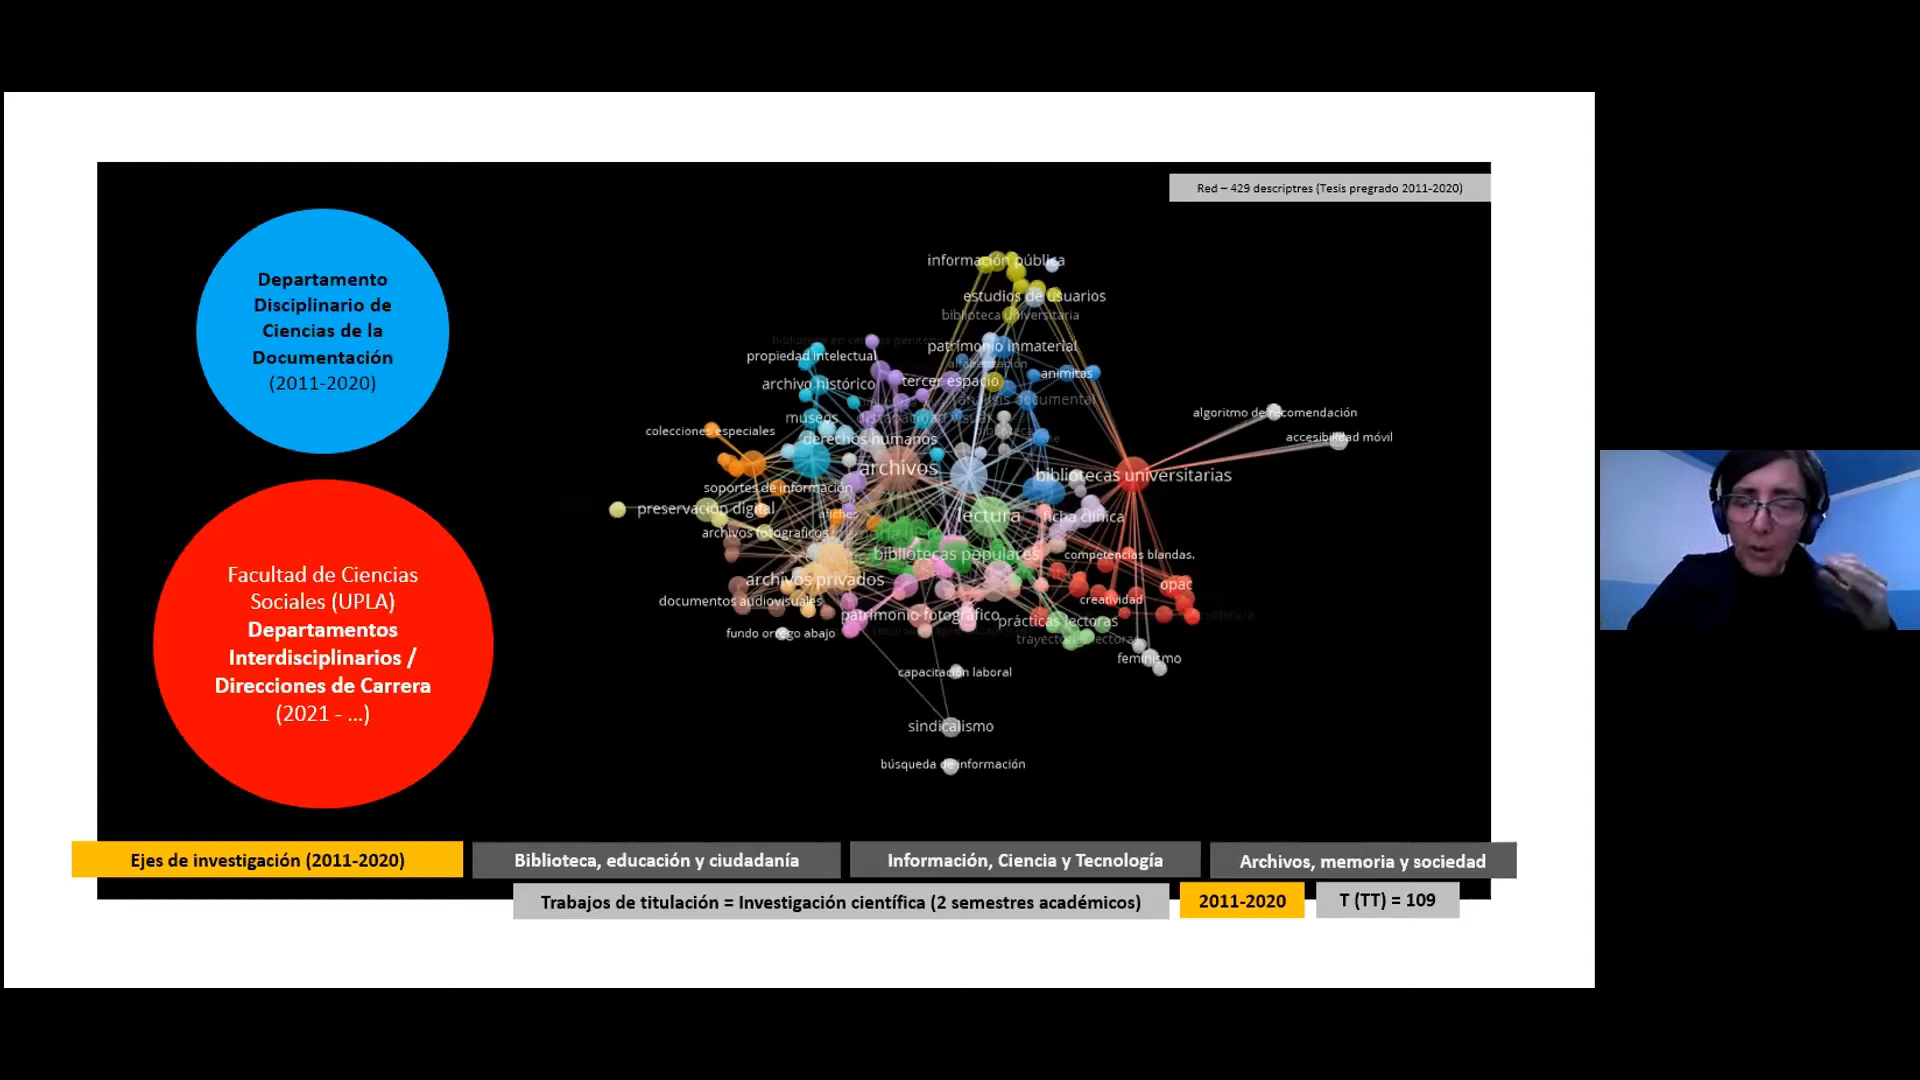 Red – 429 descriptres (Tesis pregrado 2011-2020)
Departamento
Disciplinario de
Ciencias de la
Documentación
(2011-2020)
Facultad de Ciencias
Sociales (UPLA)
Departamentos
Interdisciplinarios /
Direcciones de Carrera
(2021 - ...)
información pública
estudios de usuarios
biblioteca universitaria
patrimonio inmaterial
propiedad intelectual
alfabetización
animitas
tercer espacio
archivo histórico
análisis documental
algoritmo de recomendación
museos
colecciones especiales
derechos humanos
accesibilidad móvil
archivos
bibliotecas universitarias
soportes de información
preservación digital
afiches
lectura
ficha clínica
archivos fotográficos
bibliotecas populares
competencias blandas.
archivos privados
opac
documentos audiovisuales
creatividad
patrimonio fotográfico
prácticas lectoras
fundo orrego abajo
trayectorias lectoras
feminismo
capacitación laboral
sindicalismo
búsqueda de información
Ejes de investigación (2011-2020)
Biblioteca, educación y ciudadanía
Información, Ciencia y Tecnología
Archivos, memoria y sociedad
Trabajos de titulación = Investigación científica (2 semestres académicos)
2011-2020
T (TT) = 109